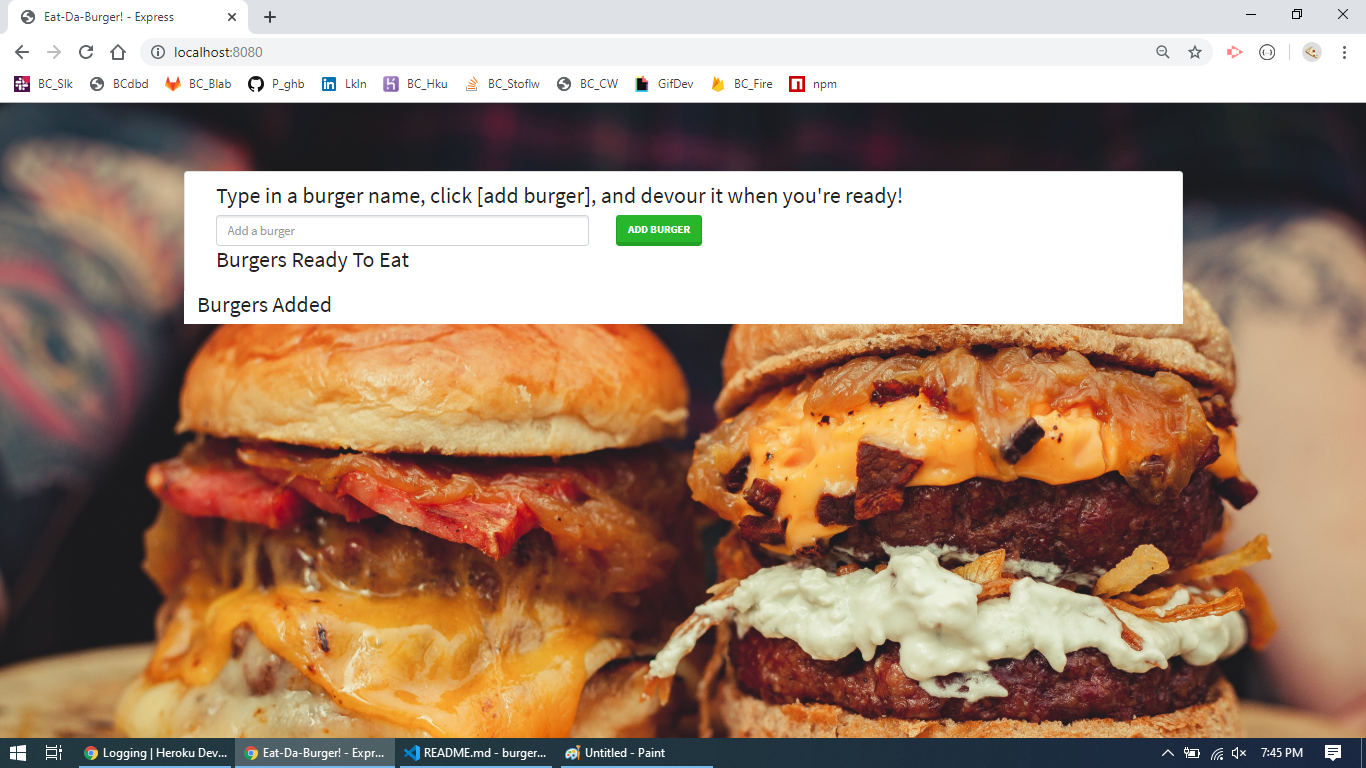 Eat-Da-Burger! - Express
localhost:8080
BC_Slk BCdbd BC_Blab P_ghb LkIn BC_Hku BC_Stoflw BC_CW GifDev BC_Fire npm
Type in a burger name, click [add burger], and devour it when you're ready!
Add a burger ADD BURGER
Burgers Ready To Eat
Burgers Added
Logging | Heroku Dev... Eat-Da-Burger! - Expr... README.md - burger... Untitled - Paint 7:45 PM